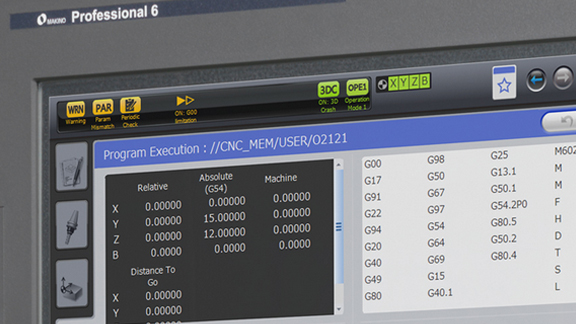 MAKINO Professional 6
WRN PAR 3DC OPE1 X Y Z B
Warning Param Mismatch Periodic Check ON: G00 limitation ON: 3D Crash Operation Mode 1
Program Execution : //CNC_MEM/USER/O2121
Relative Absolute (G54) Machine
X 0.00000 0.00000 0.00000
Y 0.00000 15.00000 0.00000
Z 0.00000 12.00000 0.00000
B 0.0000 0.0000 0.0000
Distance To Go
X 0.00000
Y 0.00000
Z 0.00000
G00 G98 G25 M602
G17 G50 G13.1 M
G91 G67 G50.1 M
G22 G97 G54.2P0 F
G94 G54 G80.5 H
G20 G64 G50.2 D
G40 G69 G80.4 T
G49 G15 S
G80 G40.1 L